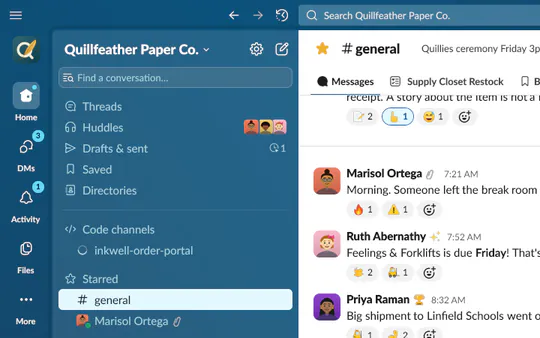 Search Quillfeather Paper Co.
Quillfeather Paper Co.
Find a conversation...
Home
3
DMs
1
Activity
Files
More
Threads
Huddles
Drafts & sent
1
Saved
Directories
Code channels
inkwell-order-portal
Starred
# general
Marisol Ortega
# general
Quillies ceremony Friday 3p
Messages
Supply Closet Restock
B
receipt. A story about the item is not a
2
1
1
Marisol Ortega 7:21 AM
Morning. Someone left the break room
1
1
Ruth Abernathy 7:52 AM
Feelings & Forklifts is due Friday! That's
2
1
Priya Raman 8:32 AM
Big shipment to Linfield Schools went o
1
2